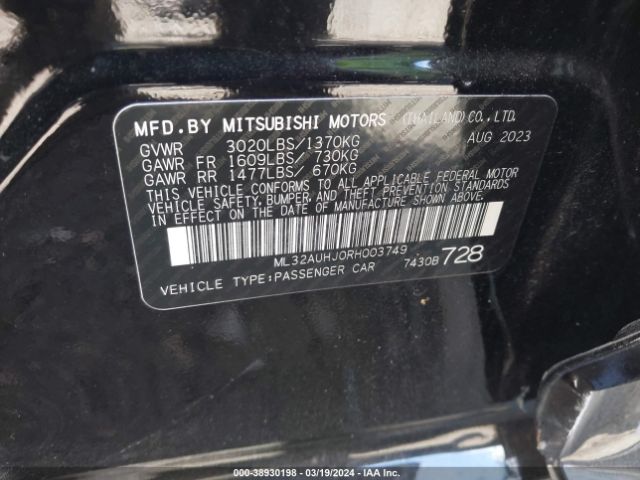 MFD.BY MITSUBISHI MOTORS (THAILAND) CO.,LTD.
GVWR 3020LBS/1370KG AUG 2023
GAWR FR 1609LBS/ 730KG
GAWR RR 1477LBS/ 670KG
THIS VEHICLE CONFORMS TO ALL APPLICABLE FEDERAL MOTOR
VEHICLE SAFETY, BUMPER, AND THEFT PREVENTION STANDARDS
IN EFFECT ON THE DATE OF MANUFACTURE SHOWN ABOVE.
ML32AUHJ0RH003749
VEHICLE TYPE:PASSENGER CAR 7430B 728
000-38930198 - 03/19/2024 - IAA Inc.